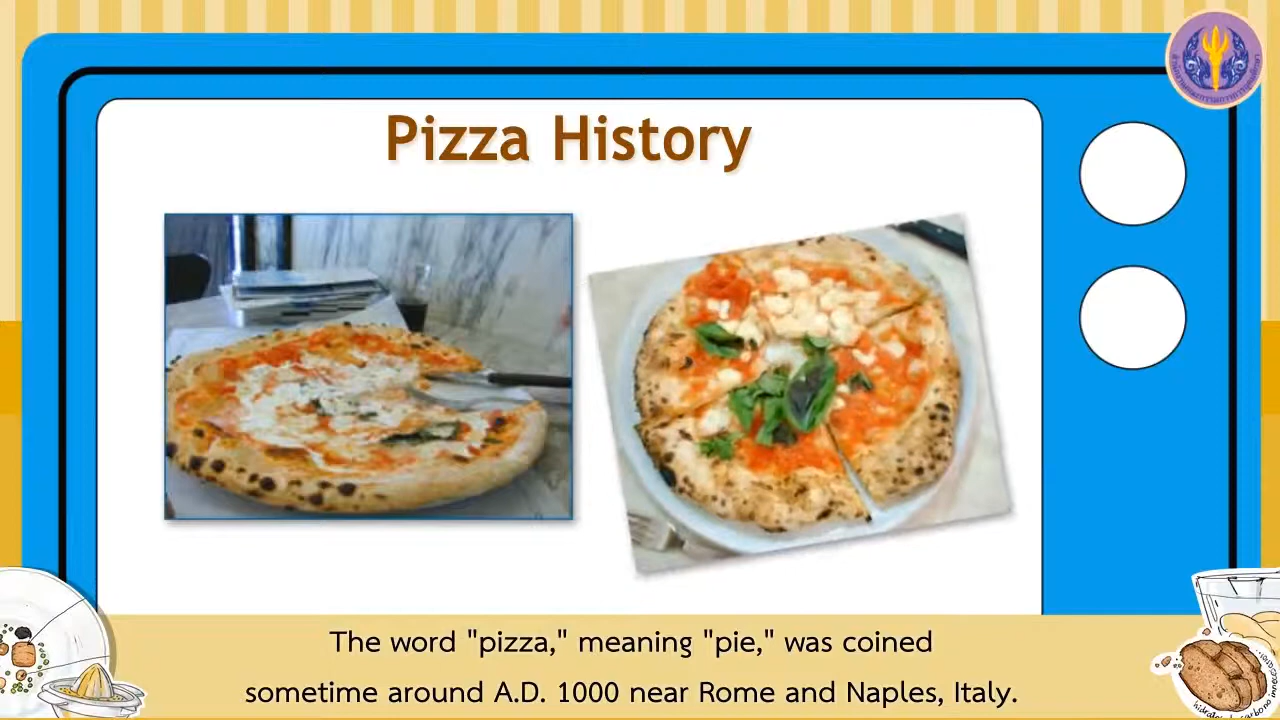 Pizza History
The word "pizza," meaning "pie," was coined
sometime around A.D. 1000 near Rome and Naples, Italy.